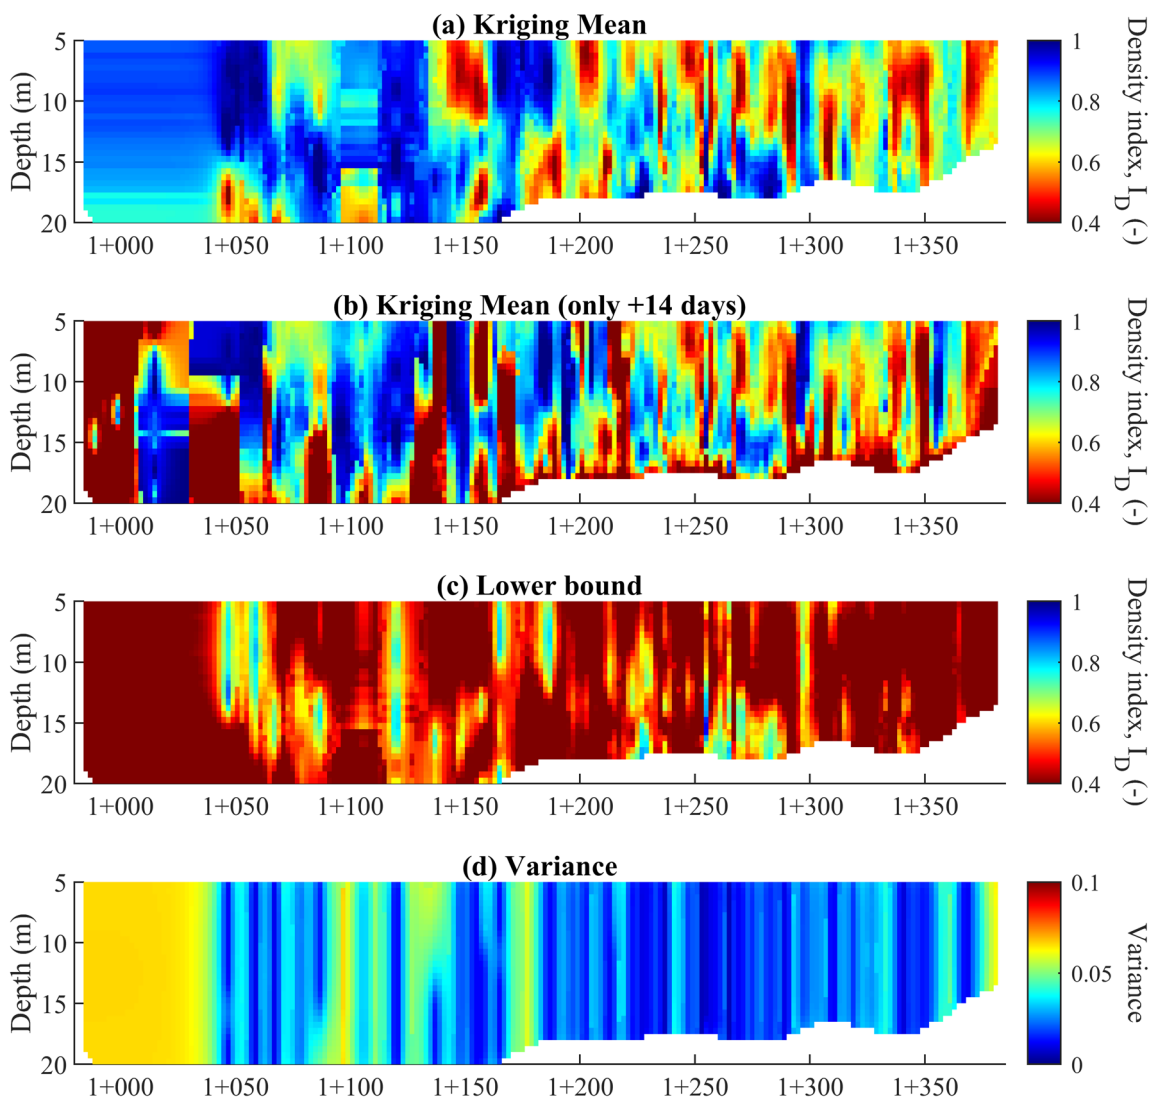 (a) Kriging Mean
5
10
15
20
Depth (m)
1+000 1+050 1+100 1+150 1+200 1+250 1+300 1+350
1
0.8
0.6
0.4
Density index, I_D (-)
(b) Kriging Mean (only +14 days)
5
10
15
20
Depth (m)
1+000 1+050 1+100 1+150 1+200 1+250 1+300 1+350
1
0.8
0.6
0.4
Density index, I_D (-)
(c) Lower bound
5
10
15
20
Depth (m)
1+000 1+050 1+100 1+150 1+200 1+250 1+300 1+350
1
0.8
0.6
0.4
Density index, I_D (-)
(d) Variance
5
10
15
20
Depth (m)
1+000 1+050 1+100 1+150 1+200 1+250 1+300 1+350
0.1
0.05
0
Variance